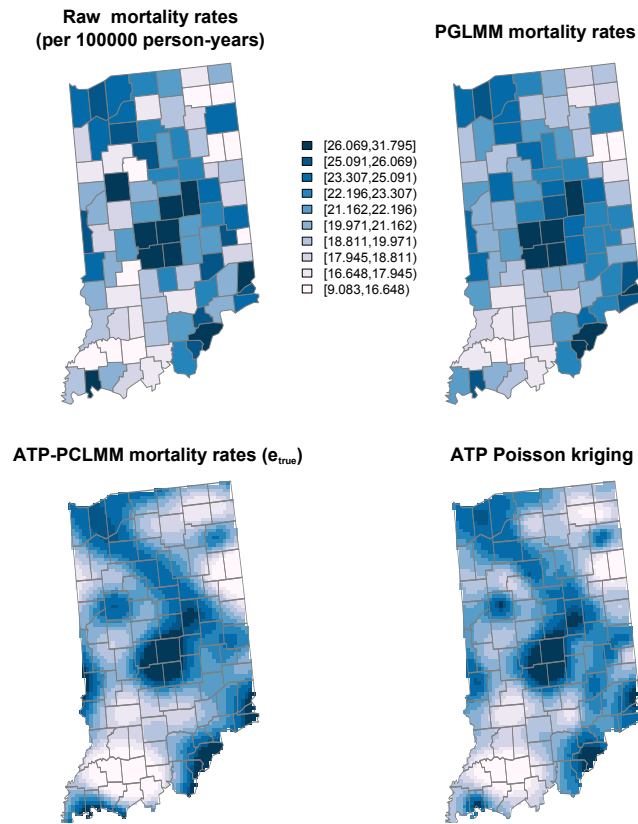 Raw mortality rates
(per 100000 person-years)
PGLMM mortality rates
[26.069,31.795]
[25.091,26.069)
[23.307,25.091)
[22.196,23.307)
[21.162,22.196)
[19.971,21.162)
[18.811,19.971)
[17.945,18.811)
[16.648,17.945)
[9.083,16.648)
ATP-PCLMM mortality rates (e_true)
ATP Poisson kriging